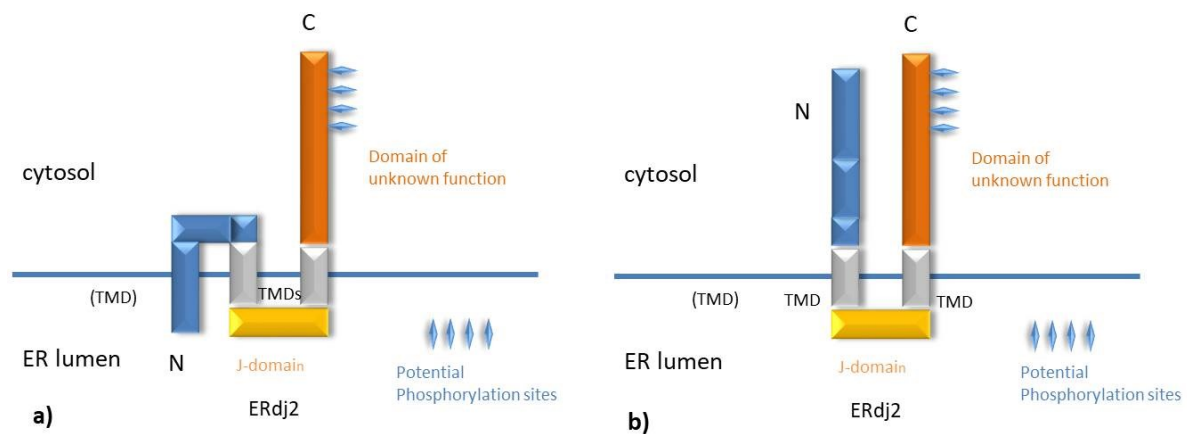 C
cytosol
Domain of
unknown function
(TMD)
TMDs
ER lumen
N
J-domain
Potential
Phosphorylation sites
ERdj2
a)
C
N
cytosol
Domain of
unknown function
(TMD)
TMD
TMD
ER lumen
J-domain
Potential
Phosphorylation sites
ERdj2
b)